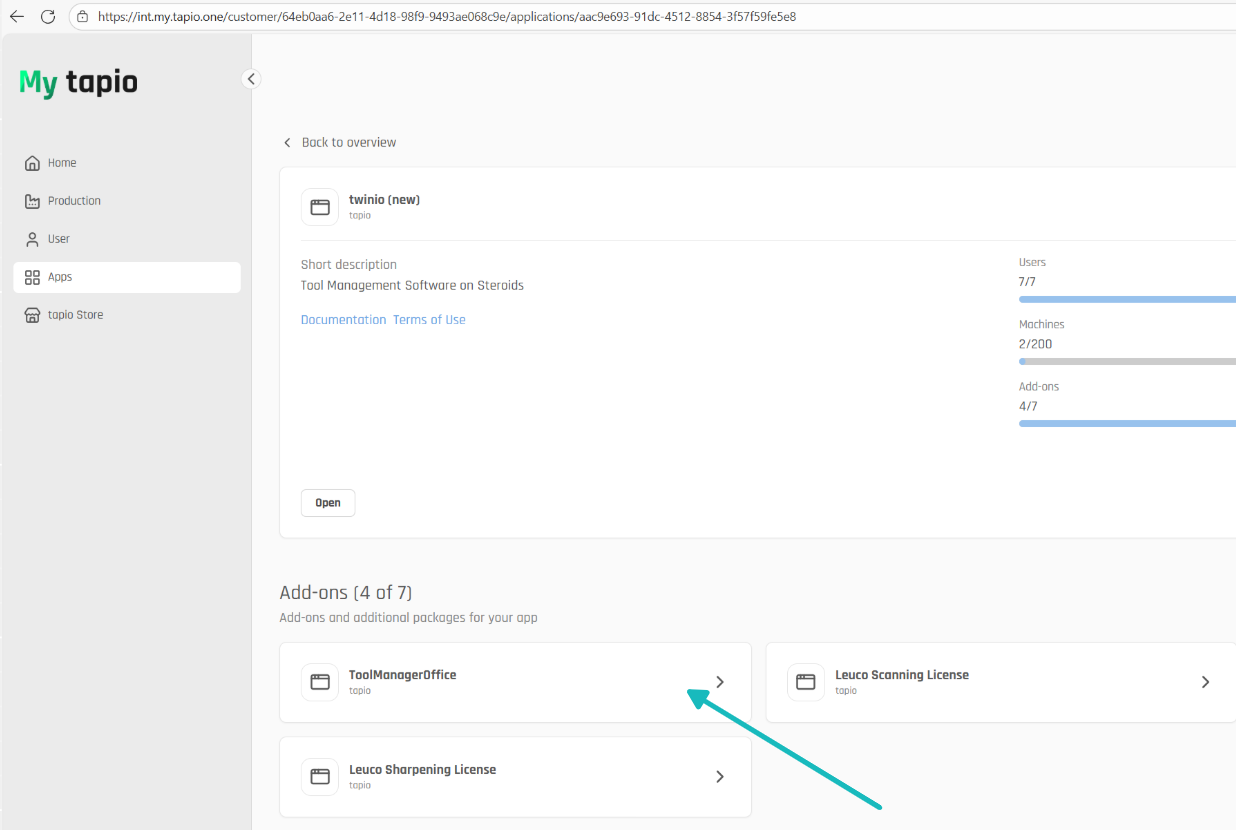 https://int.my.tapio.one/customer/64eb0aa6-2e11-4d18-98f9-9493ae068c9e/applications/aac9e693-91dc-4512-8854-3f57f59fe5e8
My tapio
Home
Production
User
Apps
tapio Store
Back to overview
twinio (new)
tapio
Short description
Tool Management Software on Steroids
Documentation Terms of Use
Users
7/7
Machines
2/200
Add-ons
4/7
Open
Add-ons (4 of 7)
Add-ons and additional packages for your app
ToolManagerOffice
tapio
Leuco Scanning License
tapio
Leuco Sharpening License
tapio